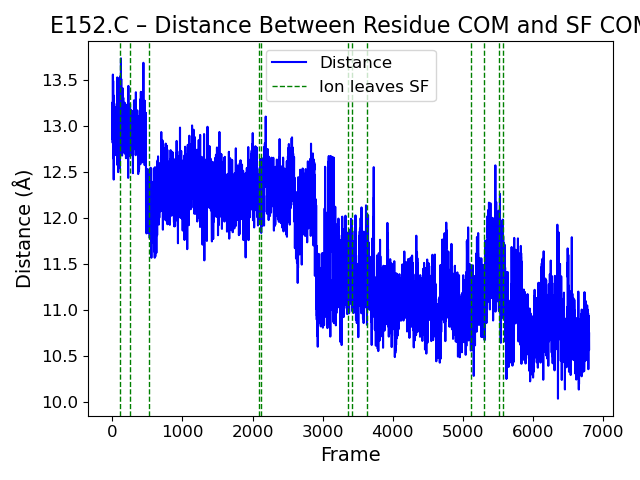 E152.C – Distance Between Residue COM and SF COM
Distance
Ion leaves SF
Distance (Å)
13.5
13.0
12.5
12.0
11.5
11.0
10.5
10.0
0 1000 2000 3000 4000 5000 6000 7000
Frame